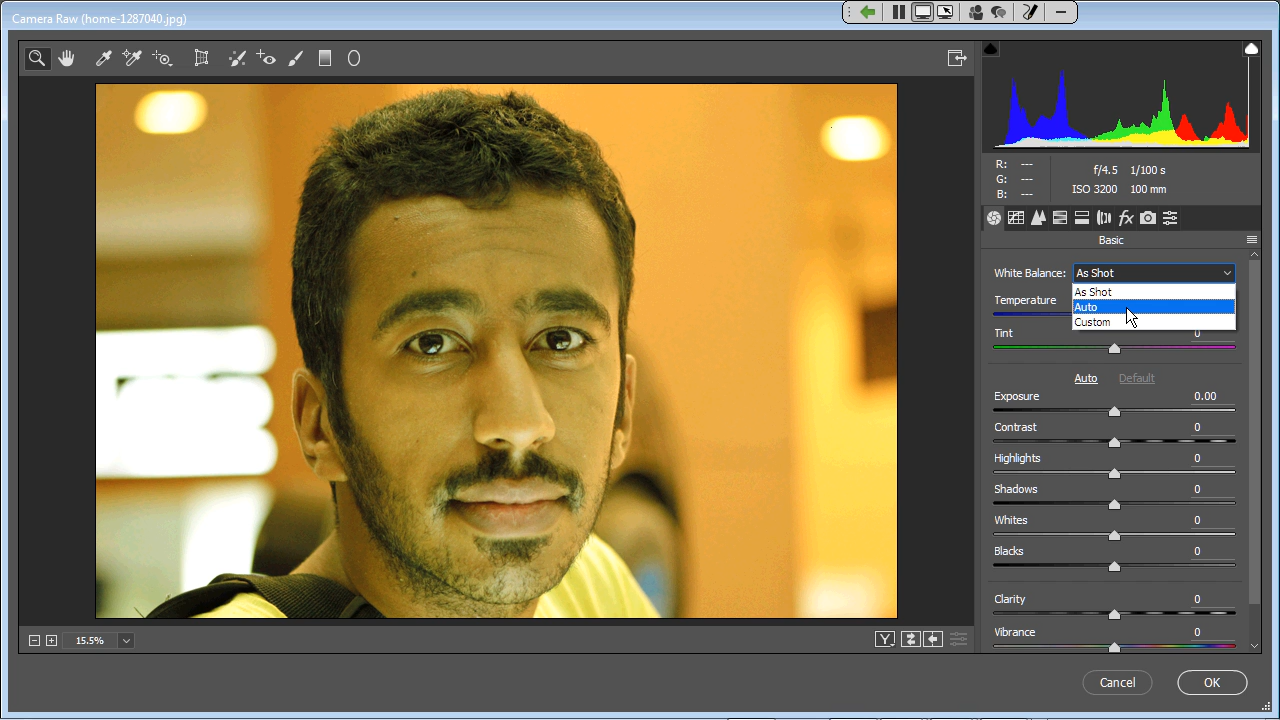 Camera Raw (home-1287040.jpg)
R: ---
G: ---
B: ---
f/4.5 1/100 s
ISO 3200 100 mm
fx
Basic
White Balance: As Shot
As Shot
Auto
Custom
Temperature
Tint 0
Auto Default
Exposure 0.00
Contrast 0
Highlights 0
Shadows 0
Whites 0
Blacks 0
Clarity 0
Vibrance 0
15.5%
Y
Cancel OK